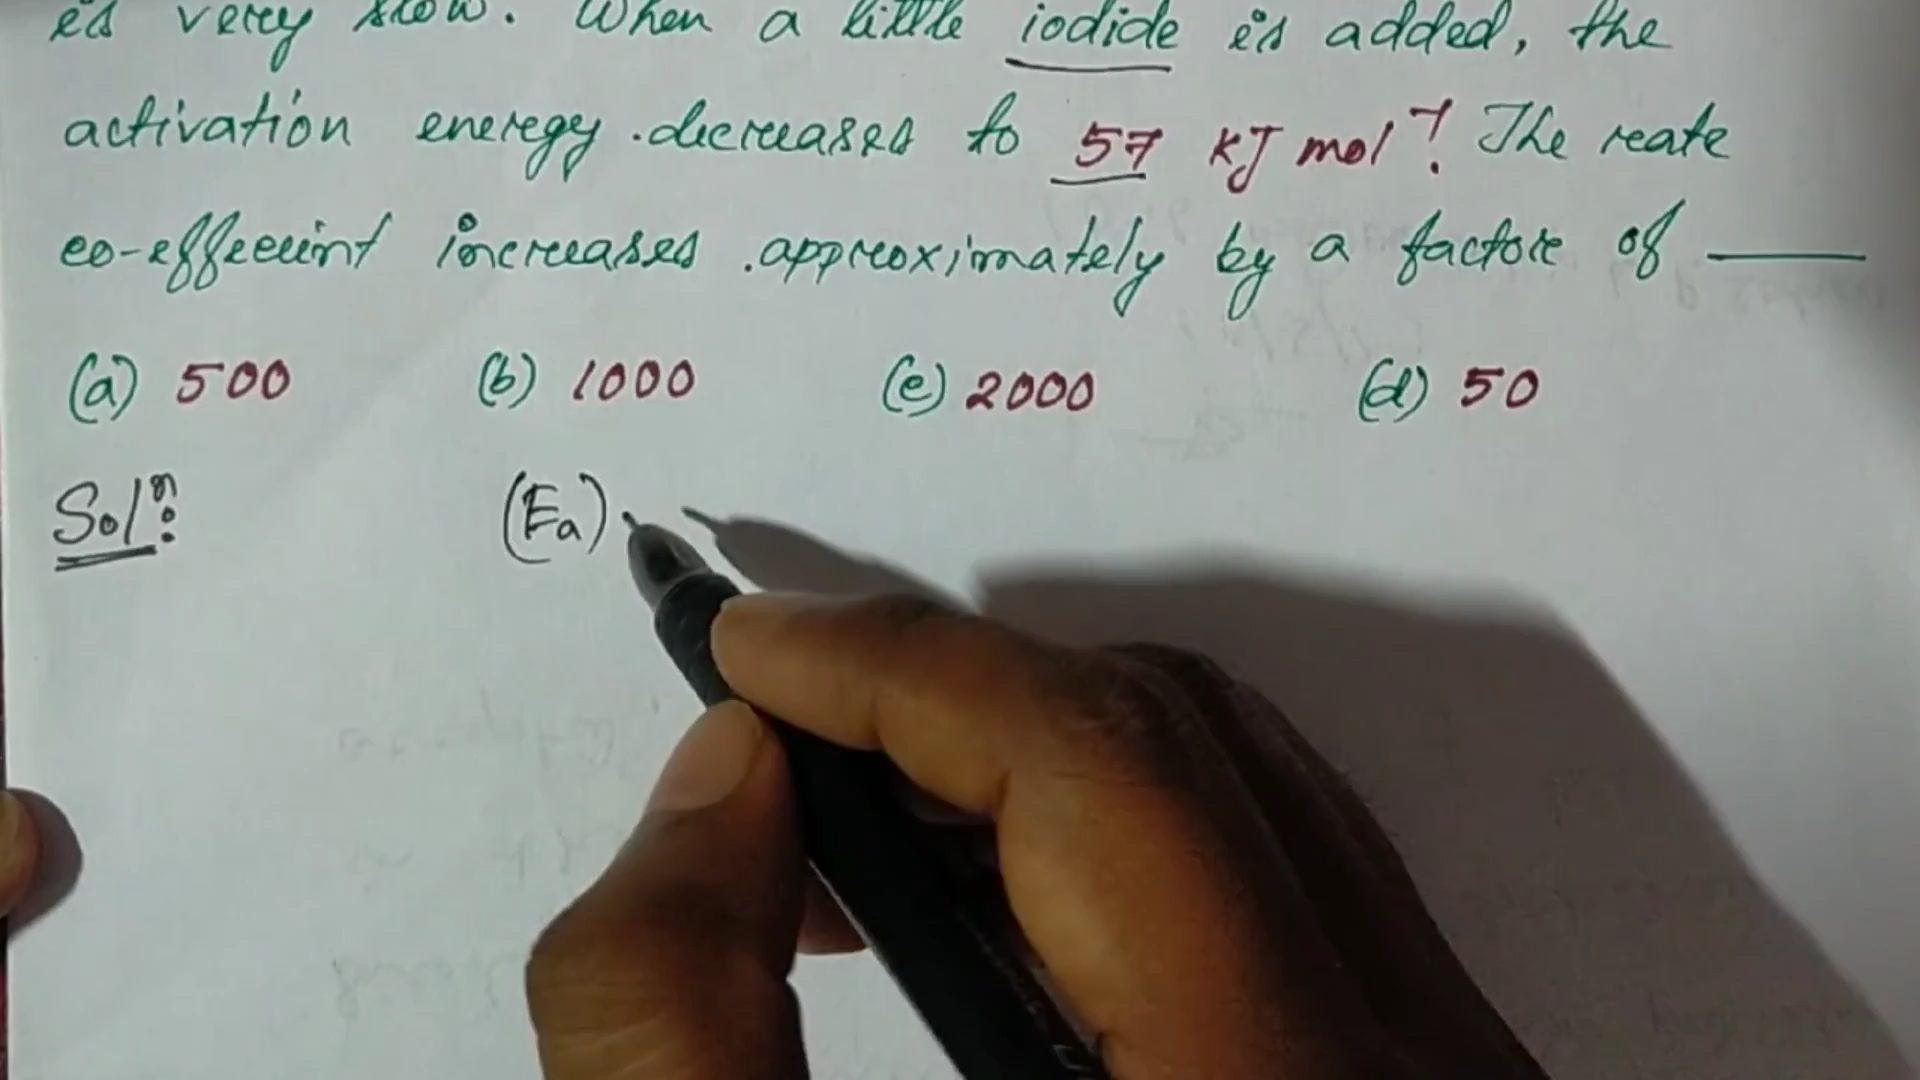 is very slow. When a little iodide is added, the
activation energy decreases to 57 kJ mol⁻¹. The rate
co-efficient increases approximately by a factor of ____
(a) 500 (b) 1000 (c) 2000 (d) 50
Solⁿ: (Ea)